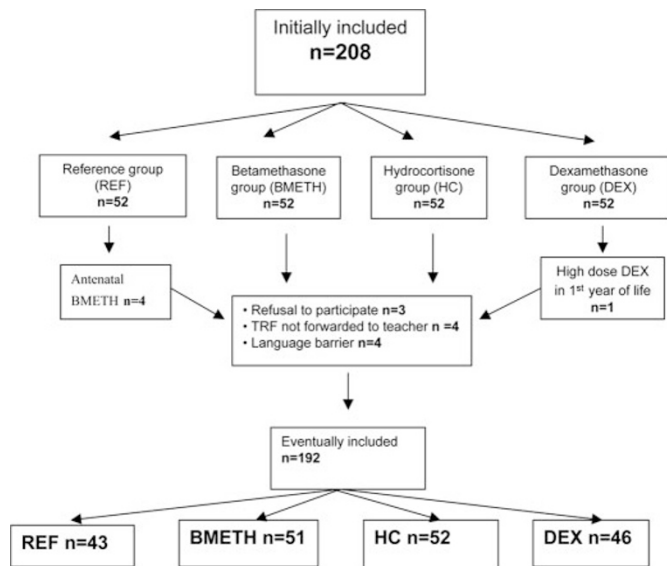 Initially included
n=208
Reference group
(REF)
n=52
Betamethasone
group (BMETH)
n=52
Hydrocortisone
group (HC)
n=52
Dexamethasone
group (DEX)
n=52
Antenatal
BMETH n=4
High dose DEX
in 1st year of life
n=1
• Refusal to participate n=3
• TRF not forwarded to teacher n =4
• Language barrier n=4
Eventually included
n=192
REF n=43
BMETH n=51
HC n=52
DEX n=46